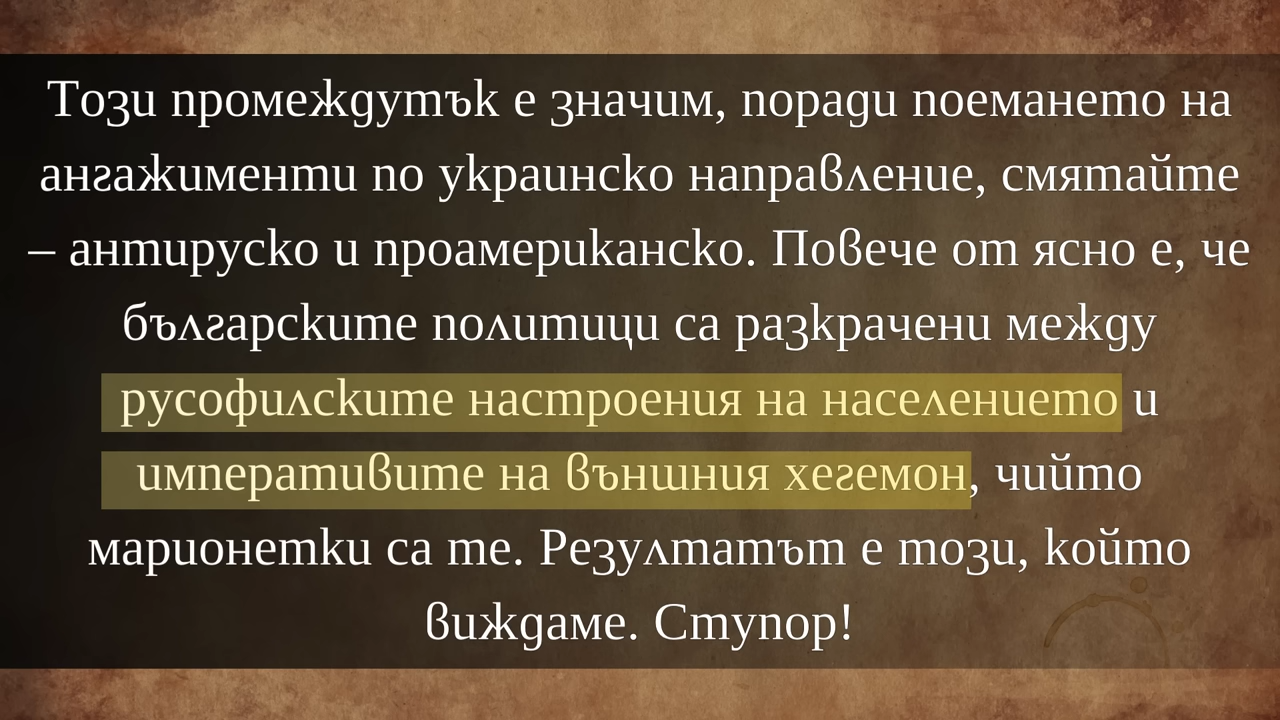 Този промеждутък е значим, поради поемането на
ангажименти по украинско направление, смятайте
– антируско и проамериканско. Повече от ясно е, че
българските политици са разкрачени между
русофилските настроения на населението и
императивите на външния хегемон, чийто
марионетки са те. Резултатът е този, който
виждаме. Ступор!